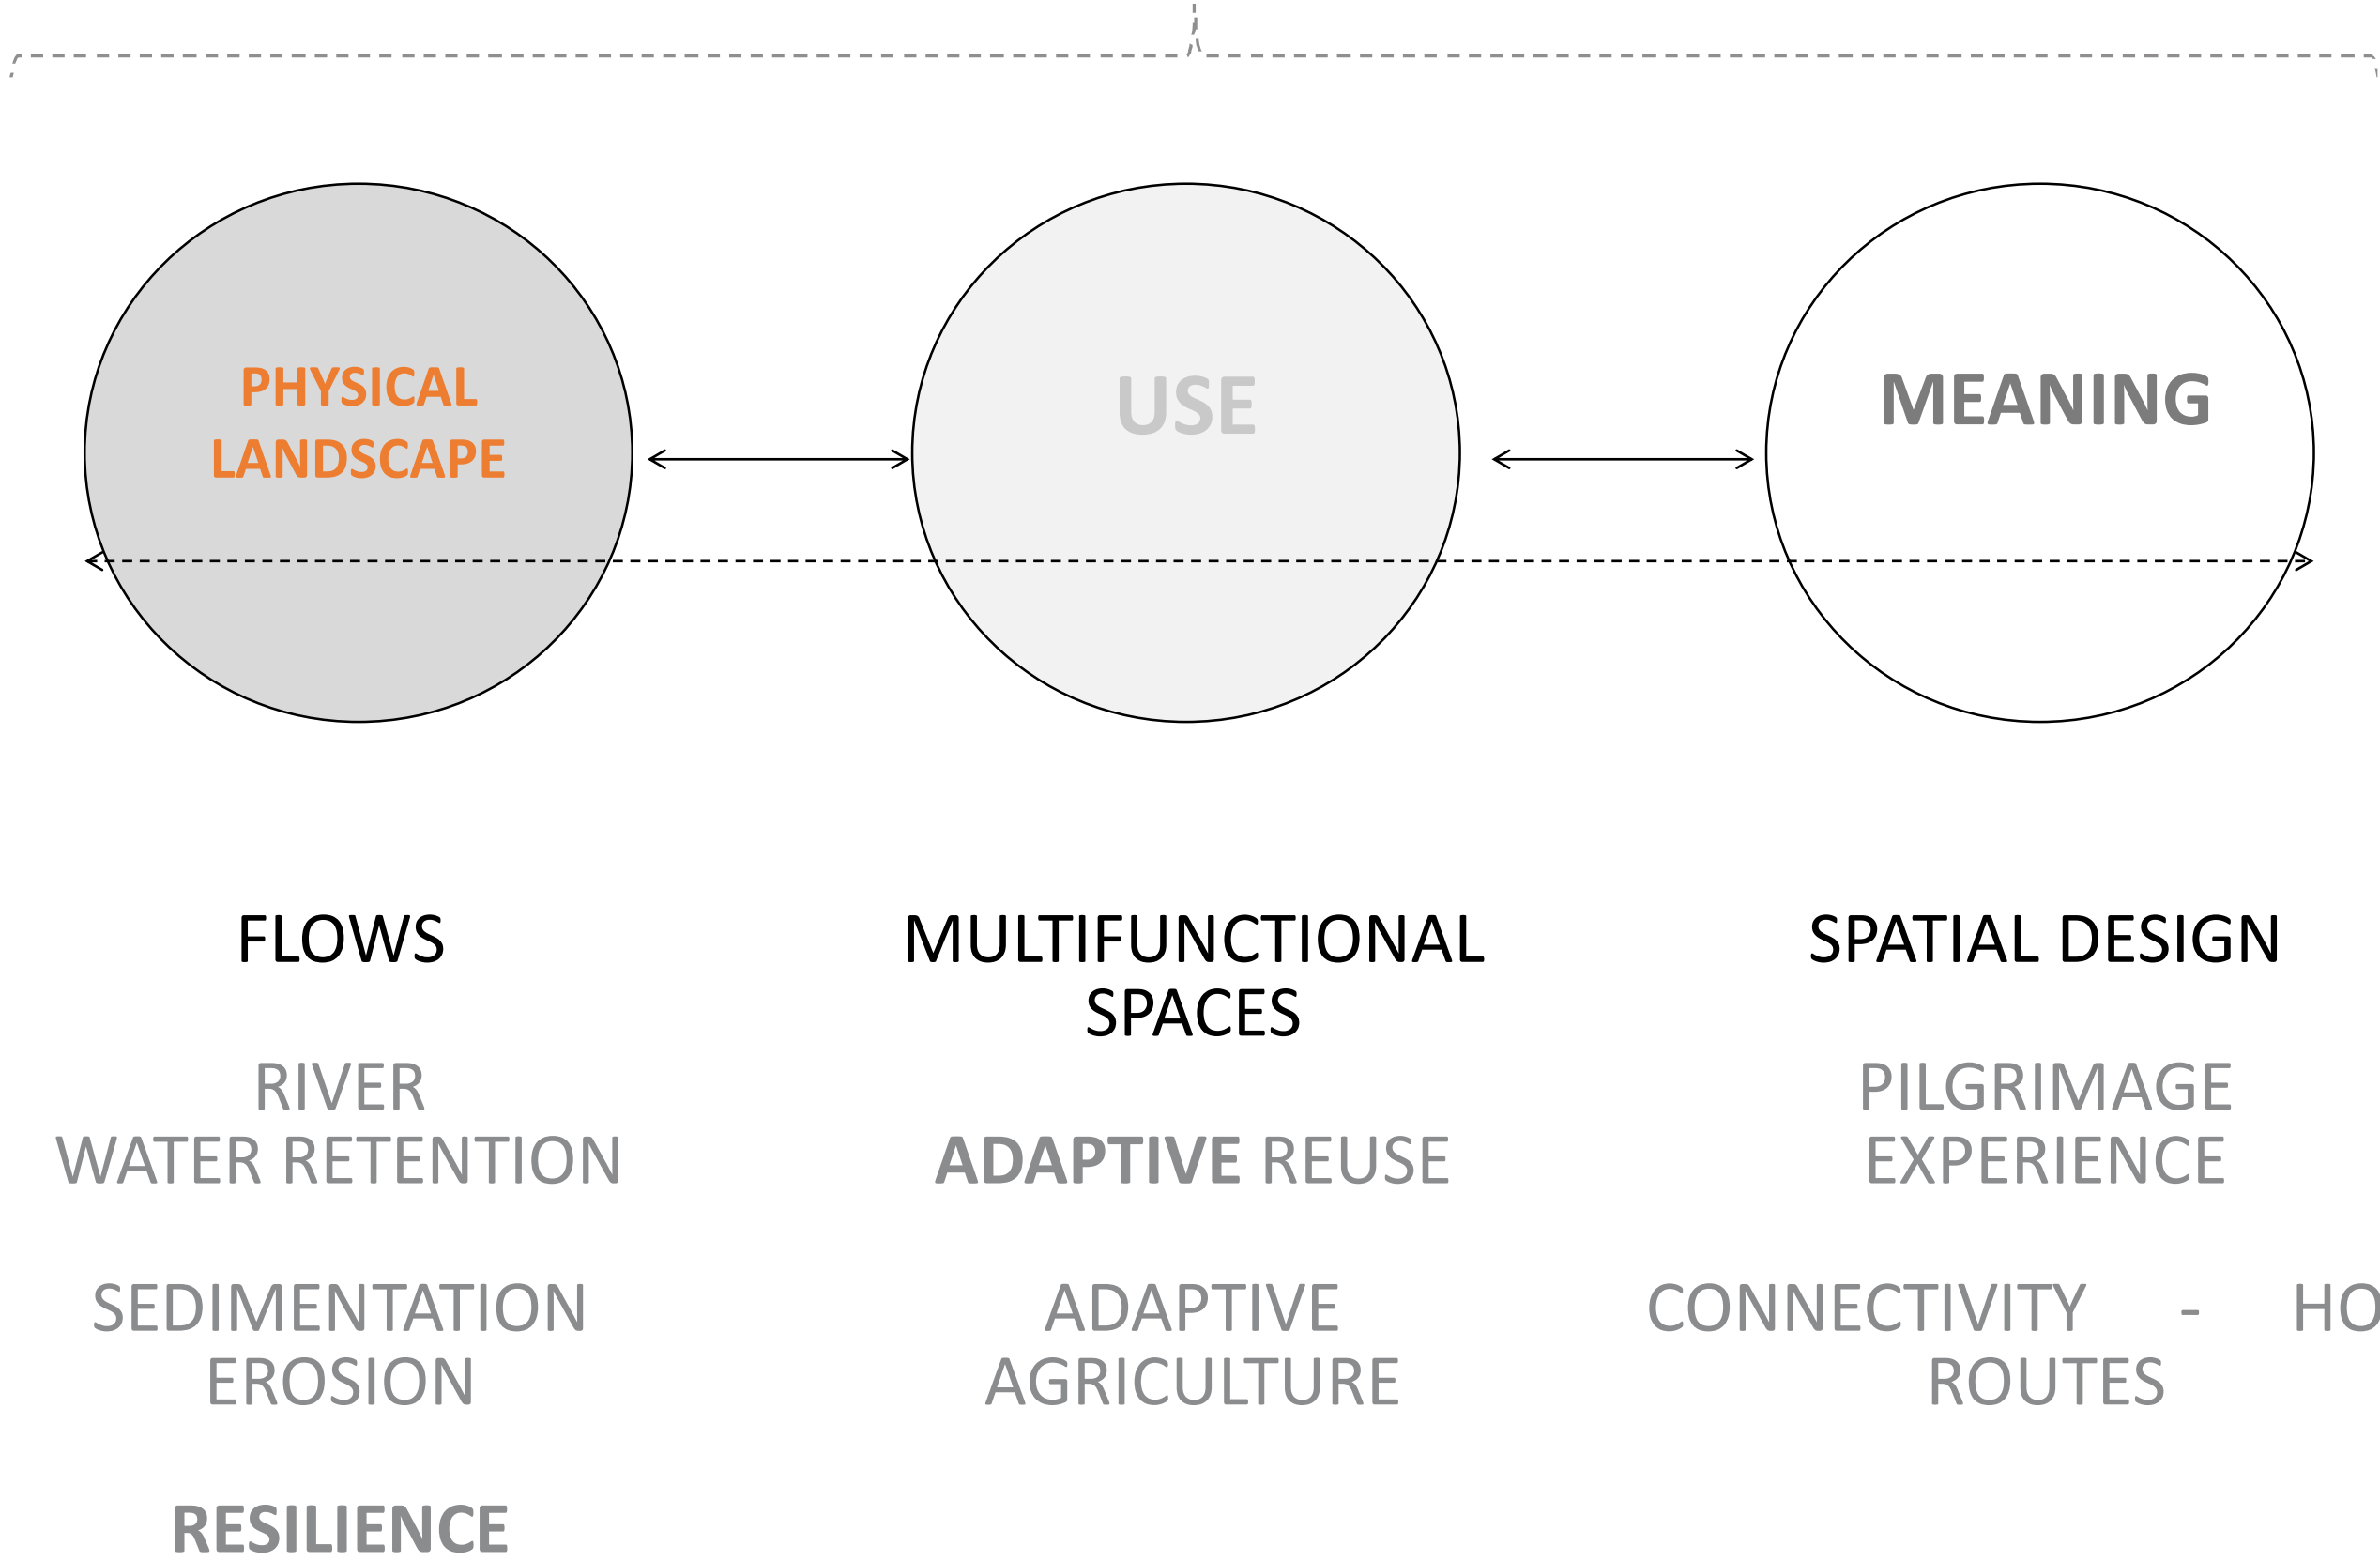 PHYSICAL
LANDSCAPE
USE
MEANING
FLOWS
RIVER
WATER RETENTION
SEDIMENTATION
EROSION
RESILIENCE
MULTIFUNCTIONAL
SPACES
ADAPTIVE REUSE
ADAPTIVE
AGRICULTURE
SPATIAL DESIGN
PILGRIMAGE
EXPERIENCE
CONNECTIVITY - HO
ROUTES